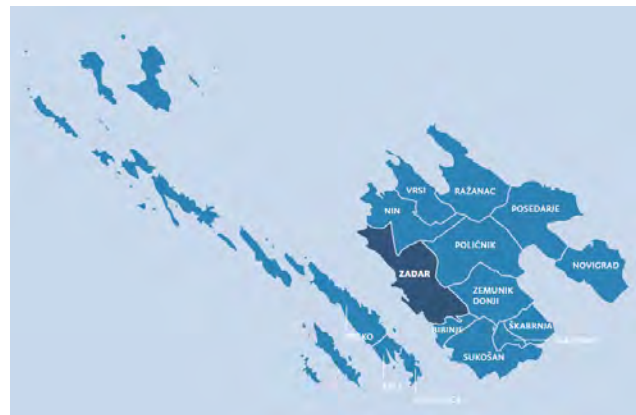 VRSI
RAŽANAC
NIN
POSEDARJE
POLIČNIK
NOVIGRAD
ZADAR
ZEMUNIK
DONJI
ŠKABRNJA
BIBINJE
SUKOŠAN